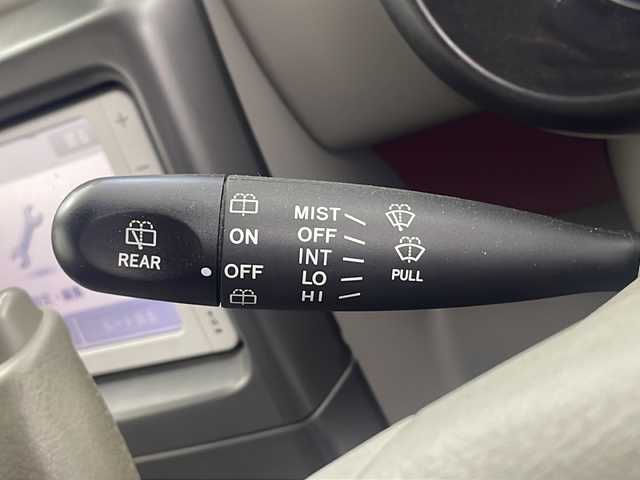 REAR
ON
OFF
MIST
OFF
INT
LO
HI
PULL